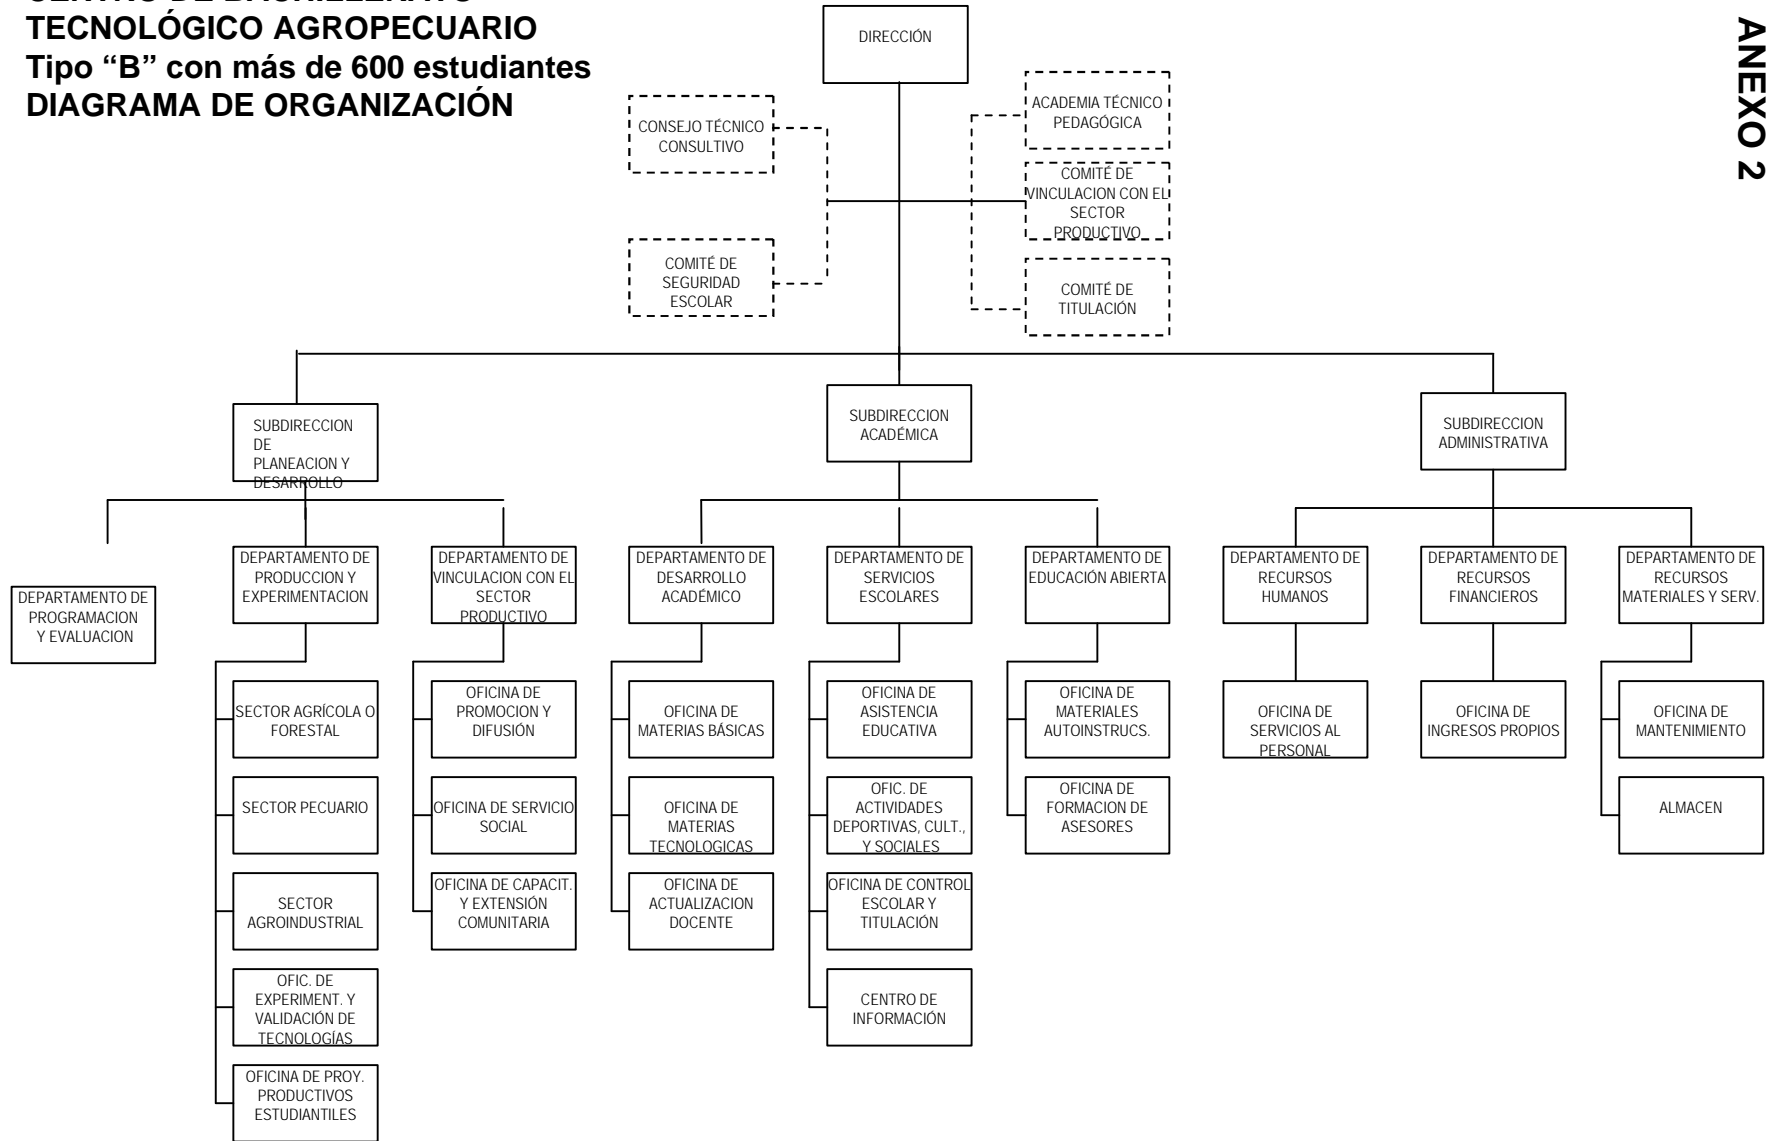 TECNOLÓGICO AGROPECUARIO
Tipo “B” con más de 600 estudiantes
DIAGRAMA DE ORGANIZACIÓN
ANEXO 2
DIRECCIÓN
CONSEJO TÉCNICO
CONSULTIVO
ACADEMIA TÉCNICO
PEDAGÓGICA
COMITÉ DE
VINCULACION CON EL
SECTOR
PRODUCTIVO
COMITÉ DE
SEGURIDAD
ESCOLAR
COMITÉ DE
TITULACIÓN
SUBDIRECCION
DE
PLANEACION Y
DESARROLLO
SUBDIRECCION
ACADÉMICA
SUBDIRECCION
ADMINISTRATIVA
DEPARTAMENTO DE
PROGRAMACION
Y EVALUACION
DEPARTAMENTO DE
PRODUCCION Y
EXPERIMENTACION
DEPARTAMENTO DE
VINCULACION CON EL
SECTOR
PRODUCTIVO
DEPARTAMENTO DE
DESARROLLO
ACADÉMICO
DEPARTAMENTO DE
SERVICIOS
ESCOLARES
DEPARTAMENTO DE
EDUCACIÓN ABIERTA
DEPARTAMENTO DE
RECURSOS
HUMANOS
DEPARTAMENTO DE
RECURSOS
FINANCIEROS
DEPARTAMENTO DE
RECURSOS
MATERIALES Y SERV.
SECTOR AGRÍCOLA O
FORESTAL
OFICINA DE
PROMOCION Y
DIFUSIÓN
OFICINA DE
MATERIAS BÁSICAS
OFICINA DE
ASISTENCIA
EDUCATIVA
OFICINA DE
MATERIALES
AUTOINSTRUCS.
OFICINA DE
SERVICIOS AL
PERSONAL
OFICINA DE
INGRESOS PROPIOS
OFICINA DE
MANTENIMIENTO
SECTOR PECUARIO
OFICINA DE SERVICIO
SOCIAL
OFICINA DE
MATERIAS
TECNOLOGICAS
OFIC. DE
ACTIVIDADES
DEPORTIVAS, CULT.,
Y SOCIALES
OFICINA DE
FORMACION DE
ASESORES
ALMACEN
SECTOR
AGROINDUSTRIAL
OFICINA DE CAPACIT.
Y EXTENSIÓN
COMUNITARIA
OFICINA DE
ACTUALIZACION
DOCENTE
OFICINA DE CONTROL
ESCOLAR Y
TITULACIÓN
OFIC. DE
EXPERIMENT. Y
VALIDACIÓN DE
TECNOLOGÍAS
CENTRO DE
INFORMACIÓN
OFICINA DE PROY.
PRODUCTIVOS
ESTUDIANTILES